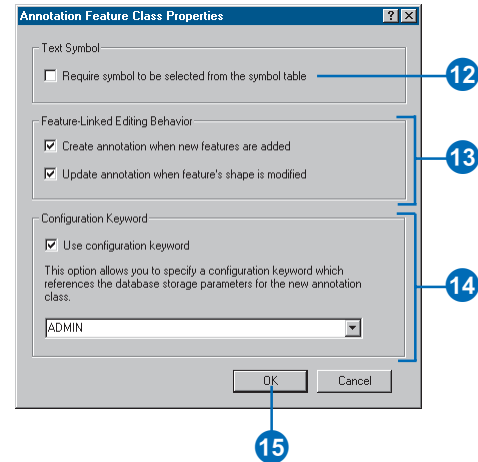 Annotation Feature Class Properties
Text Symbol
Require symbol to be selected from the symbol table
12
Feature-Linked Editing Behavior
Create annotation when new features are added
13
Update annotation when feature's shape is modified
Configuration Keyword
Use configuration keyword
This option allows you to specify a configuration keyword which
references the database storage parameters for the new annotation
class.
14
ADMIN
OK
Cancel
15